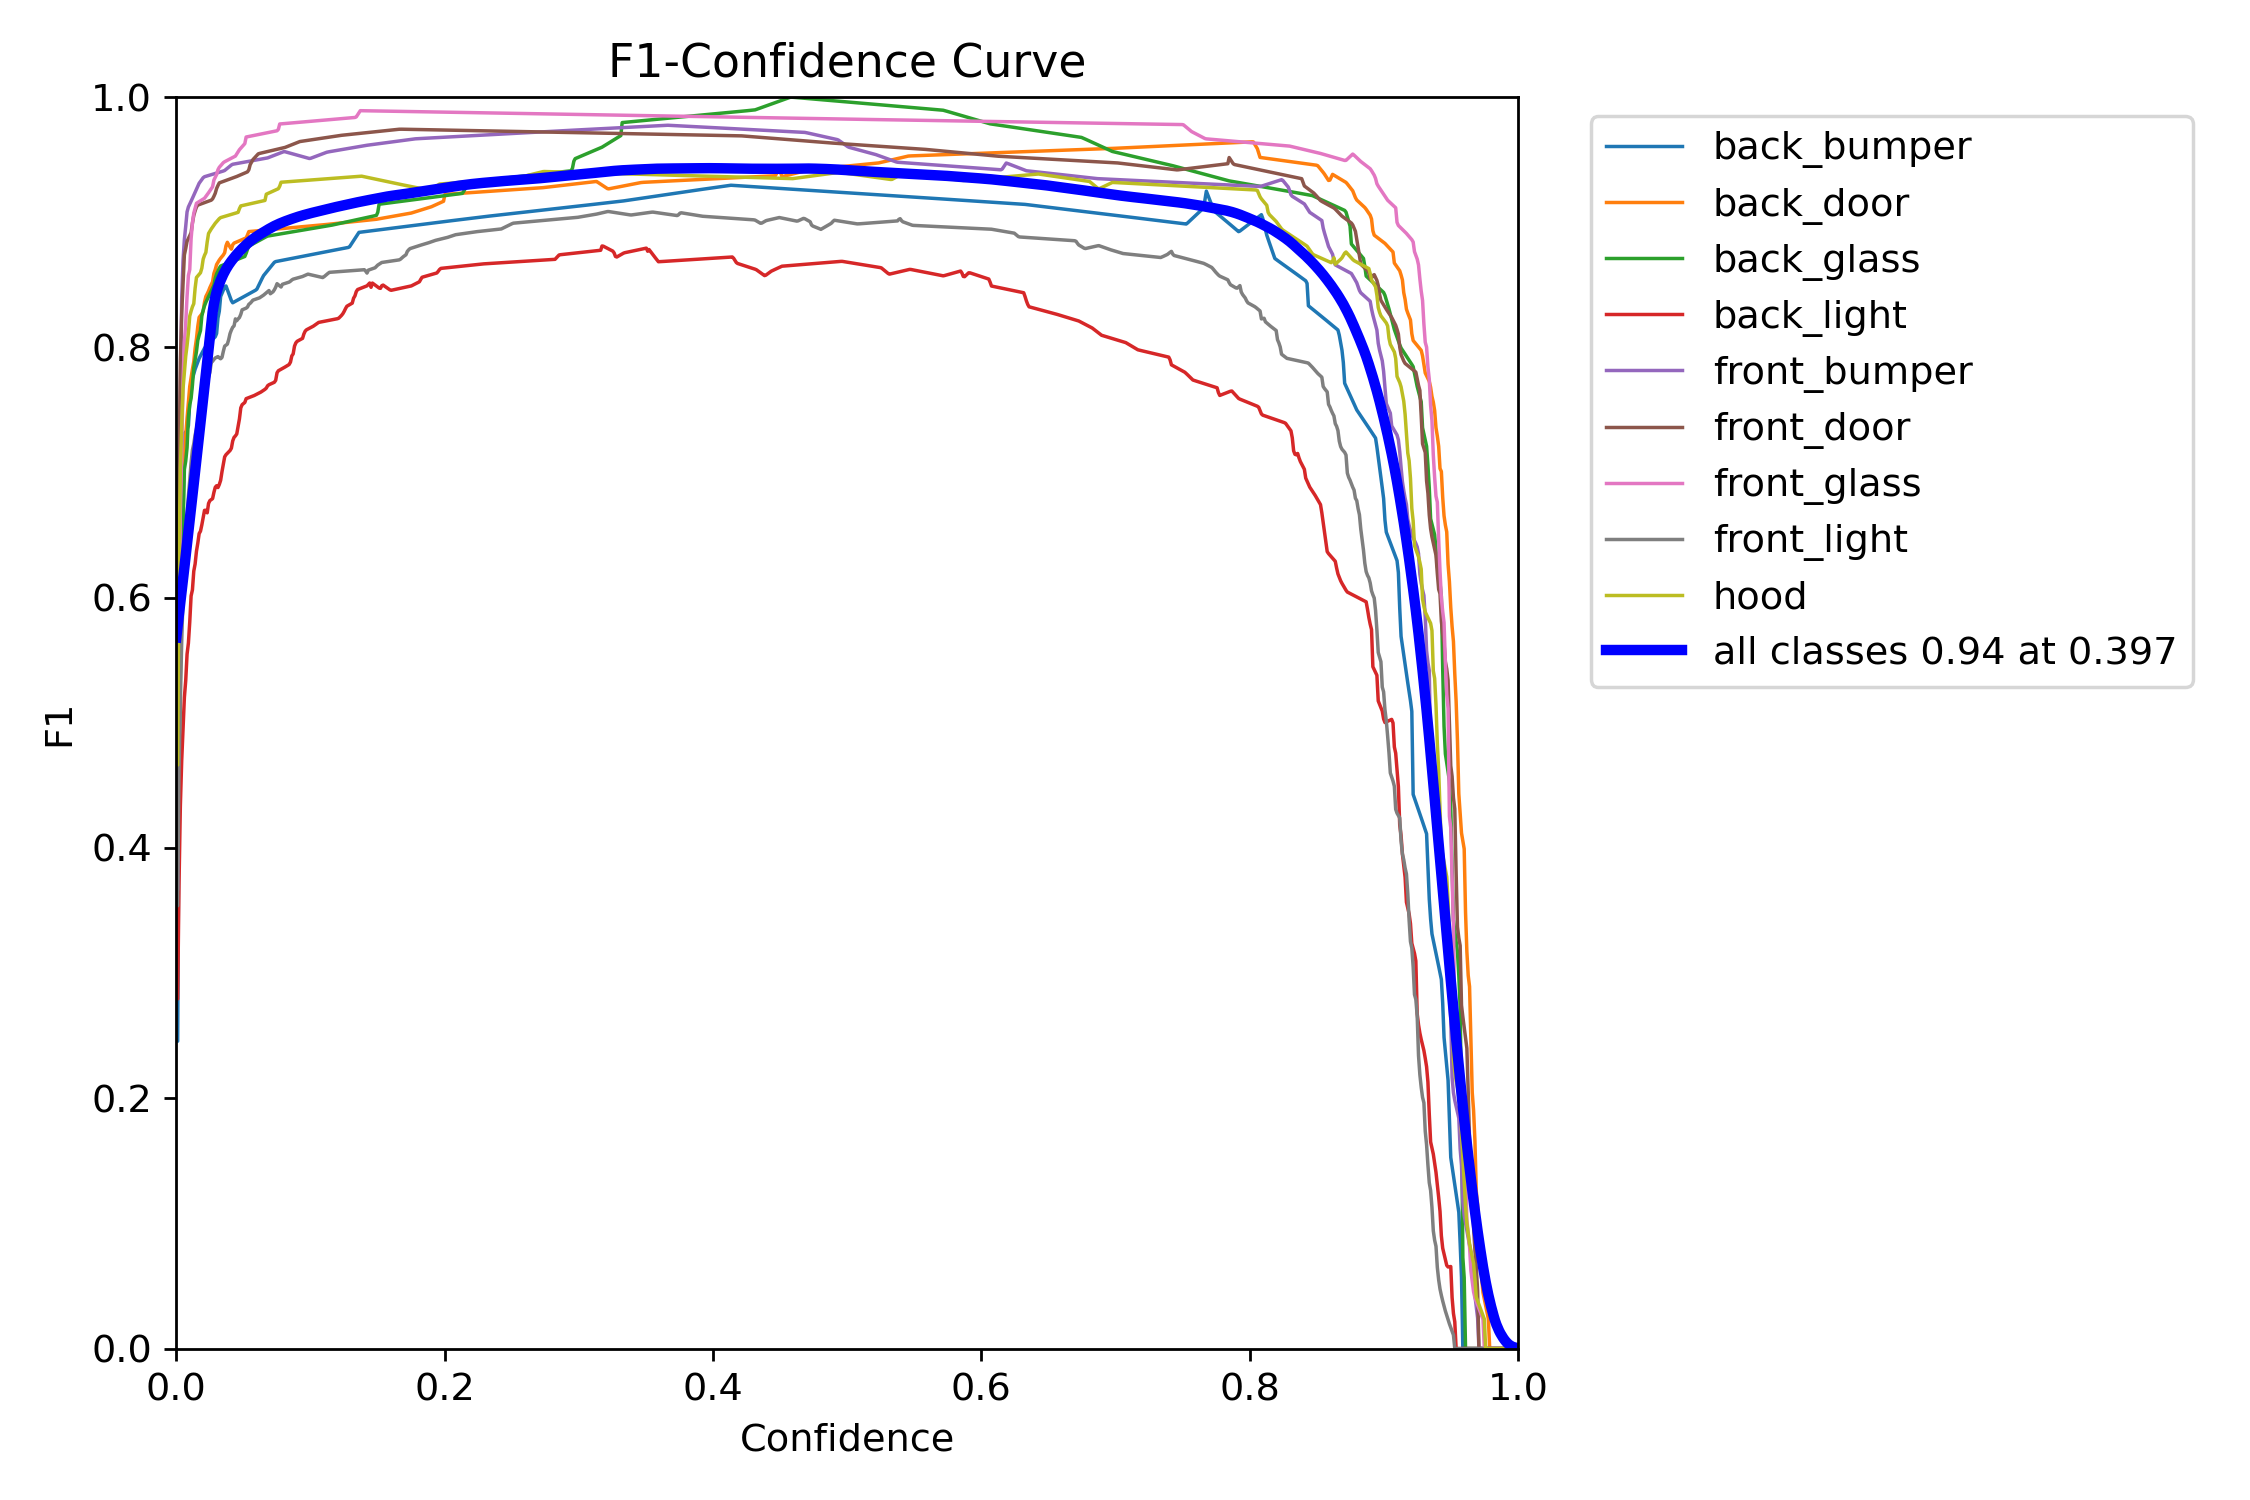 F1-Confidence Curve
1.0
0.8
0.6
0.4
0.2
0.0
F1
0.0 0.2 0.4 0.6 0.8 1.0
Confidence
back_bumper
back_door
back_glass
back_light
front_bumper
front_door
front_glass
front_light
hood
all classes 0.94 at 0.397